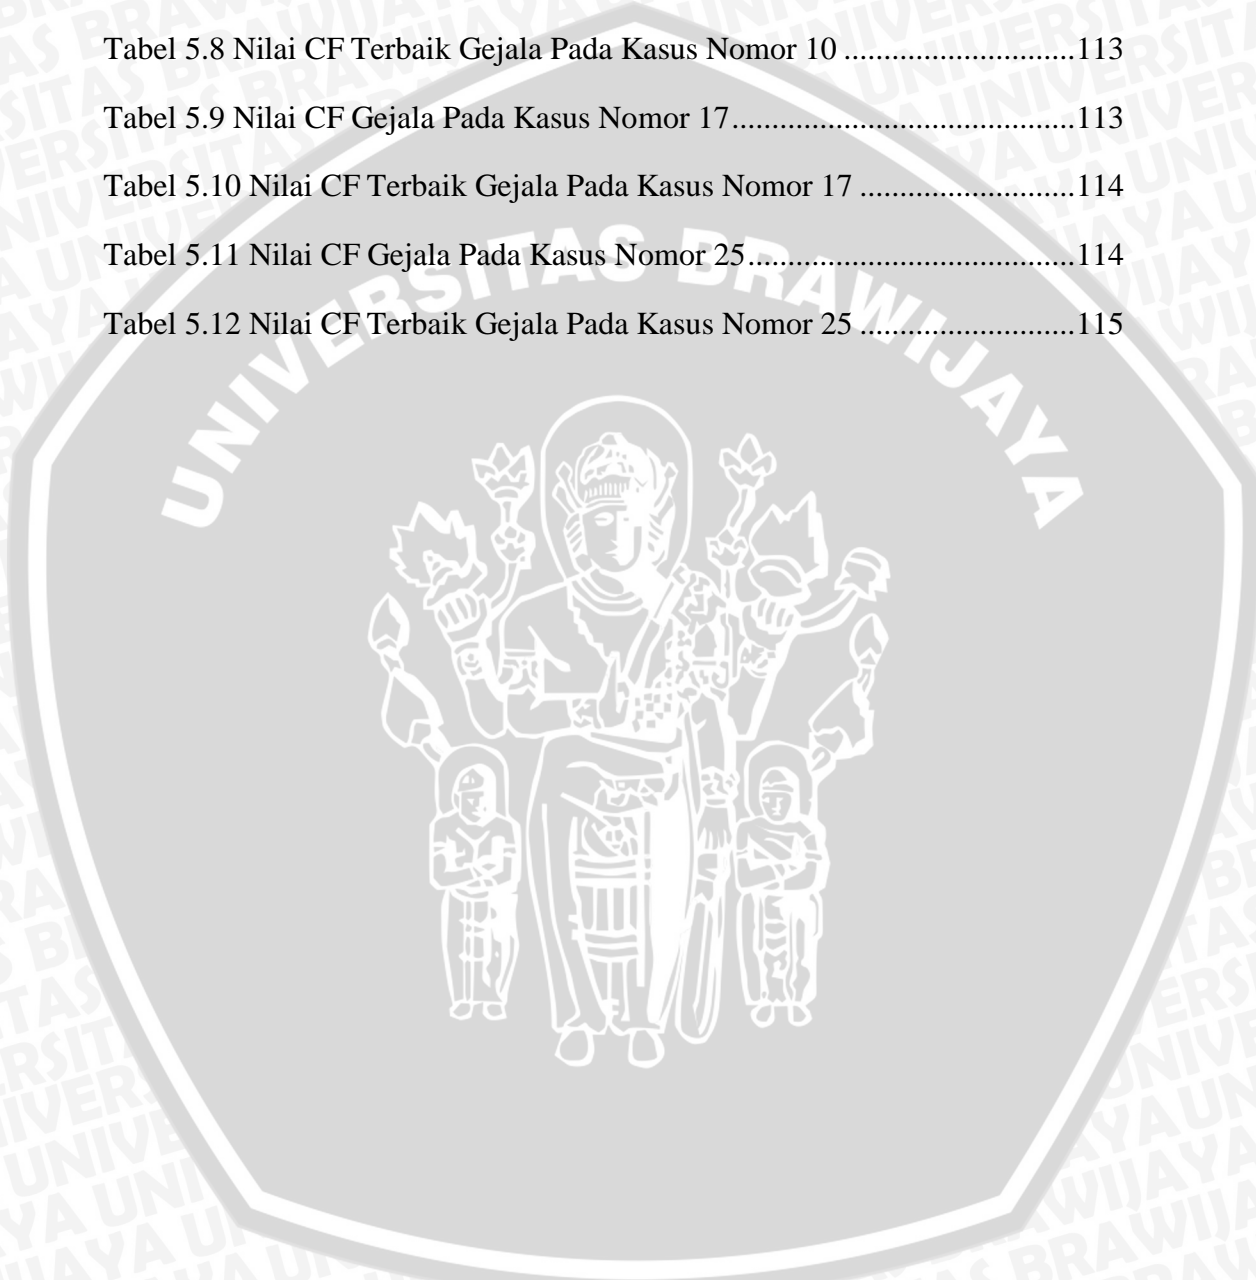 Tabel 5.8 Nilai CF Terbaik Gejala Pada Kasus Nomor 10 ............................113
Tabel 5.9 Nilai CF Gejala Pada Kasus Nomor 17..........................................113
Tabel 5.10 Nilai CF Terbaik Gejala Pada Kasus Nomor 17 ..........................114
Tabel 5.11 Nilai CF Gejala Pada Kasus Nomor 25........................................114
Tabel 5.12 Nilai CF Terbaik Gejala Pada Kasus Nomor 25 ..........................115
UNIVERSITAS BRAWIJAYA